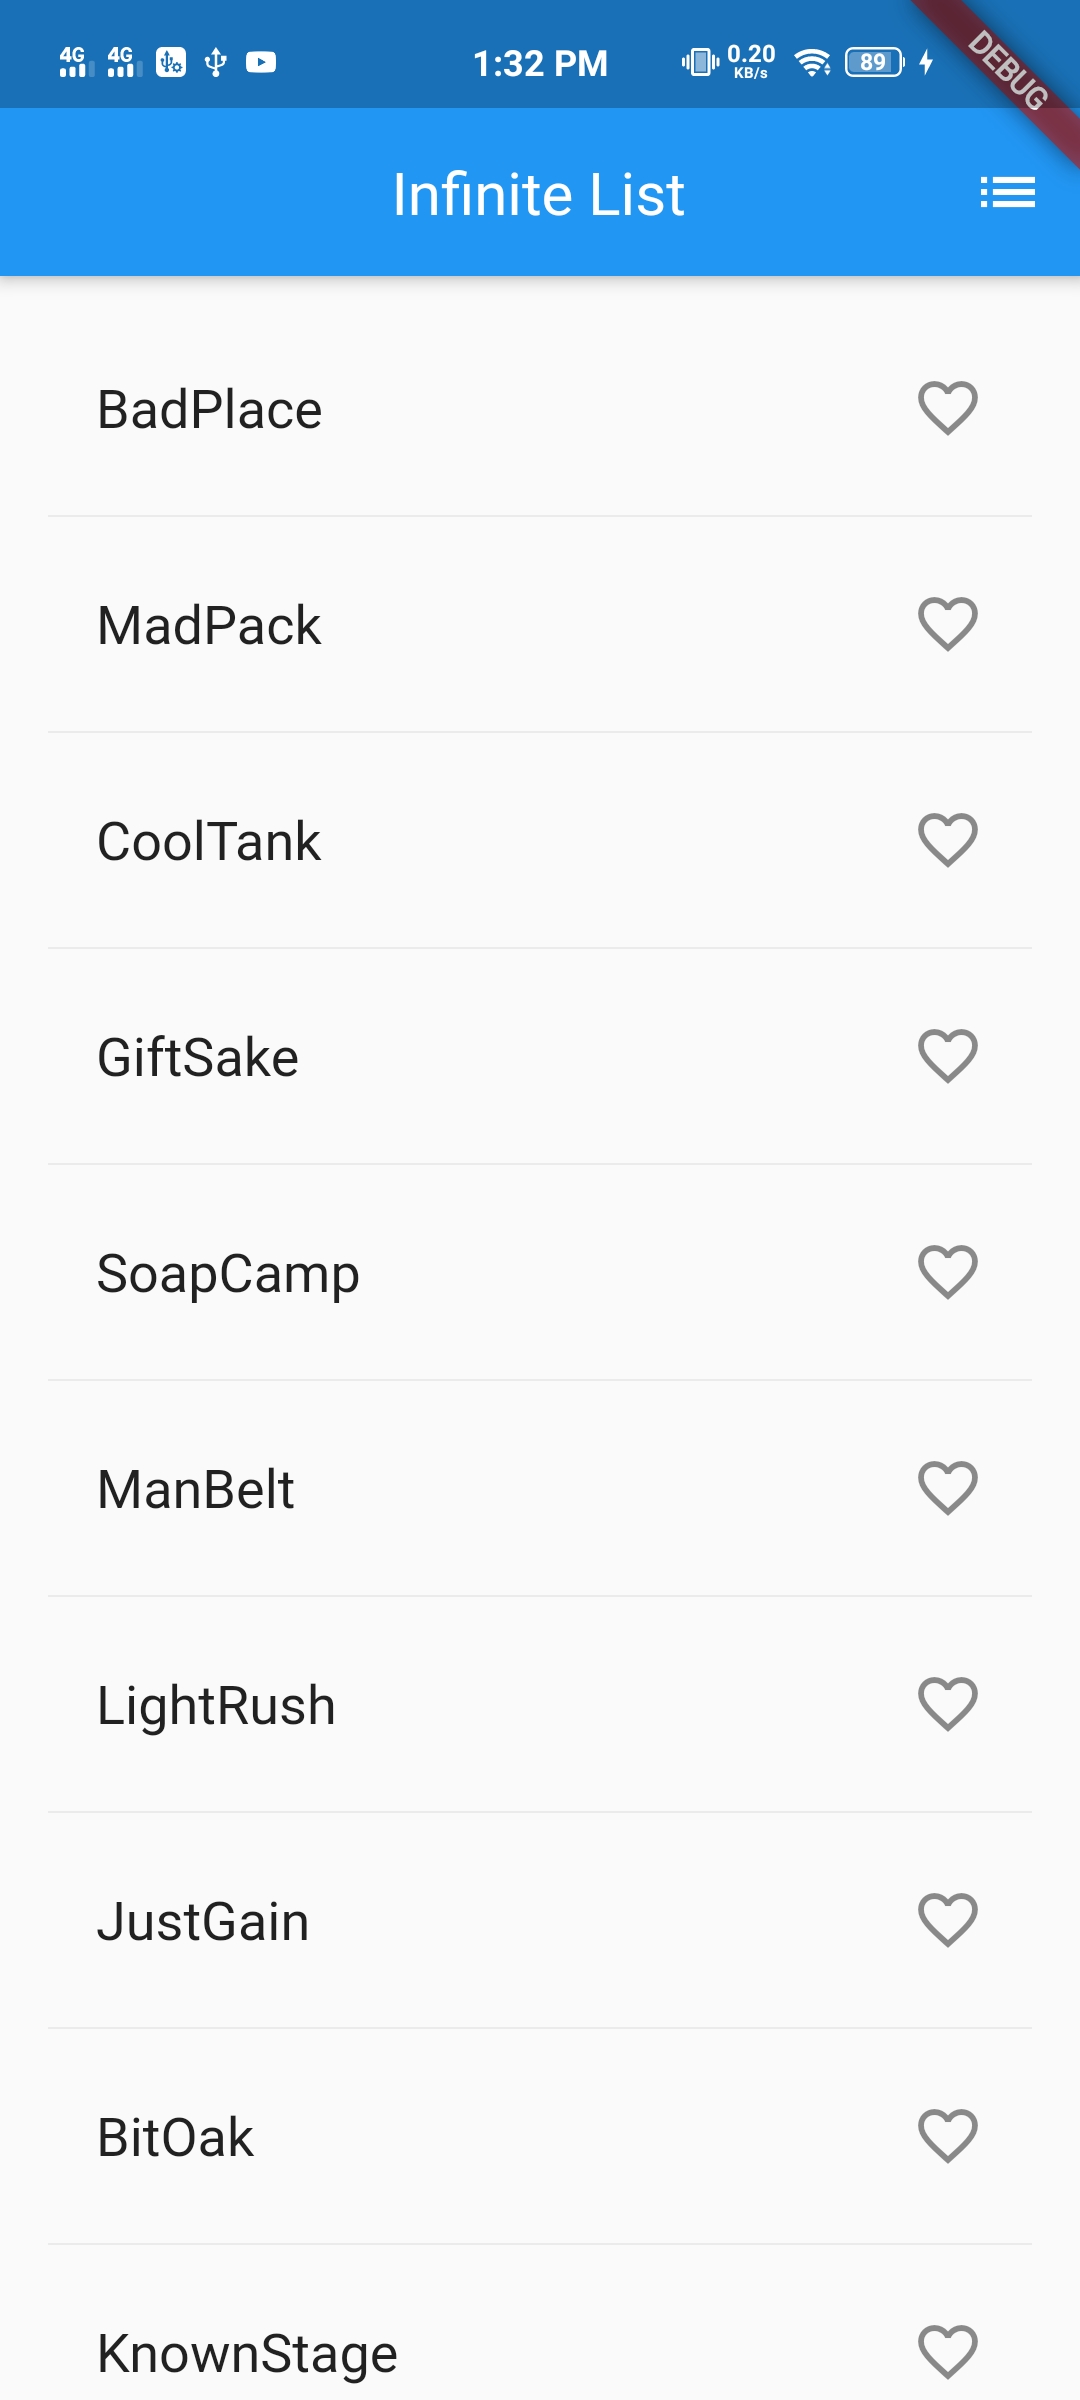 4G 4G 1:32 PM 0.20 KB/s 89
DEBUG
Infinite List
BadPlace
MadPack
CoolTank
GiftSake
SoapCamp
ManBelt
LightRush
JustGain
BitOak
KnownStage